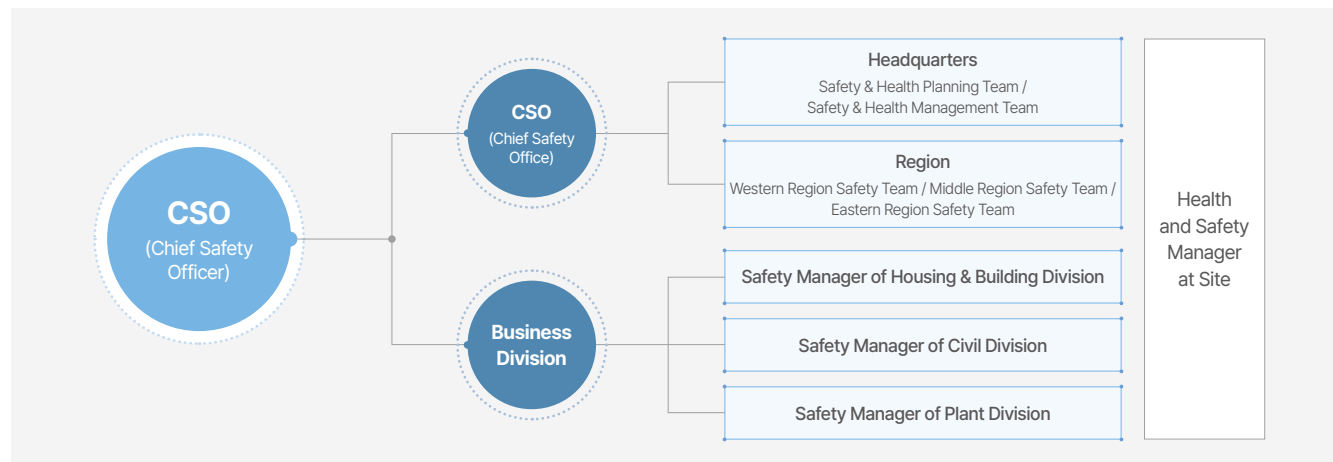 CSO
(Chief Safety
Officer)
CSO
(Chief Safety
Office)
Business
Division
Headquarters
Safety & Health Planning Team /
Safety & Health Management Team
Region
Western Region Safety Team / Middle Region Safety Team /
Eastern Region Safety Team
Safety Manager of Housing & Building Division
Safety Manager of Civil Division
Safety Manager of Plant Division
Health
and Safety
Manager
at Site